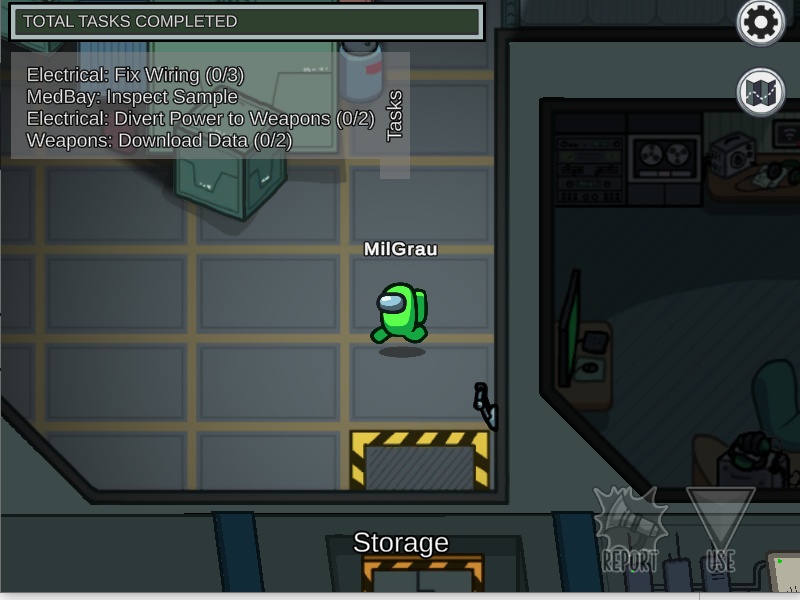 TOTAL TASKS COMPLETED
Electrical: Fix Wiring (0/3)
MedBay: Inspect Sample
Electrical: Divert Power to Weapons (0/2)
Weapons: Download Data (0/2)
Tasks
MilGrau
Storage
REPORT
USE